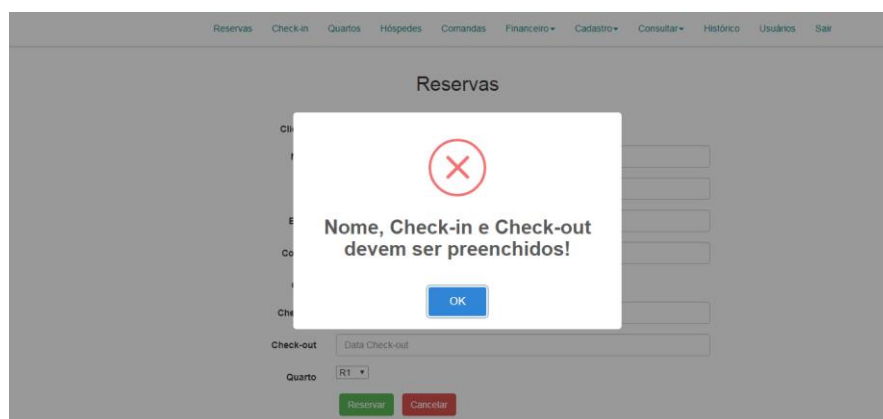 Reservas Check-in Quartos Hóspedes Comandas Financeiro Cadastro Consultar Histórico Usuários Sair
Reservas
Nome, Check-in e Check-out
devem ser preenchidos!
OK
Check-out Data Check-out
Quarto R1
Reservar Cancelar